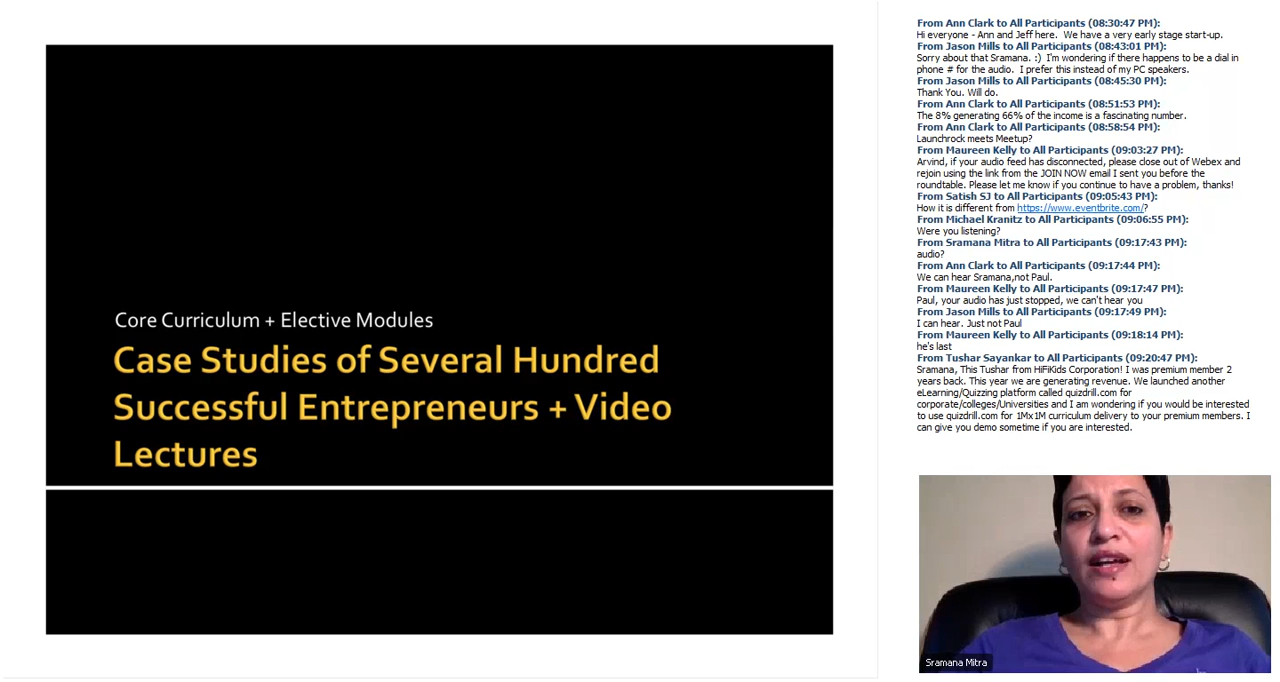 Core Curriculum + Elective Modules
Case Studies of Several Hundred
Successful Entrepreneurs + Video
Lectures
From Ann Clark to All Participants (08:30:47 PM):
Hi everyone - Ann and Jeff here.  We have a very early stage start-up.
From Jason Mills to All Participants (08:43:01 PM):
Sorry about that Sramana. :)  I'm wondering if there happens to be a dial in
phone # for the audio.  I prefer this instead of my PC speakers.
From Jason Mills to All Participants (08:45:30 PM):
Thank You. Will do.
From Ann Clark to All Participants (08:51:53 PM):
The 8% generating 66% of the income is a fascinating number.
From Ann Clark to All Participants (08:58:54 PM):
Launchrock meets Meetup?
From Maureen Kelly to All Participants (09:03:27 PM):
Arvind, if your audio feed has disconnected, please close out of Webex and
rejoin using the link from the JOIN NOW email I sent you before the
roundtable. Please let me know if you continue to have a problem, thanks!
From Satish SJ to All Participants (09:05:43 PM):
How it is different from https://www.eventbrite.com/?
From Michael Kranitz to All Participants (09:06:55 PM):
Were you listening?
From Sramana Mitra to All Participants (09:17:43 PM):
audio?
From Ann Clark to All Participants (09:17:44 PM):
We can hear Sramana,not Paul.
From Maureen Kelly to All Participants (09:17:47 PM):
Paul, your audio has just stopped, we can't hear you
From Jason Mills to All Participants (09:17:49 PM):
I can hear. Just not Paul
From Maureen Kelly to All Participants (09:18:14 PM):
he's last
From Tushar Sayankar to All Participants (09:20:47 PM):
Sramana, This Tushar from HiFiKids Corporation! I was premium member 2
years back. This year we are generating revenue. We launched another
eLearning/Quizzing platform called quizdrill.com for
corporate/colleges/Universities and I am wondering if you would be interested
to use quizdrill.com for 1Mx1M curriculum delivery to your premium members. I
can give you demo sometime if you are interested.
Sramana Mitra